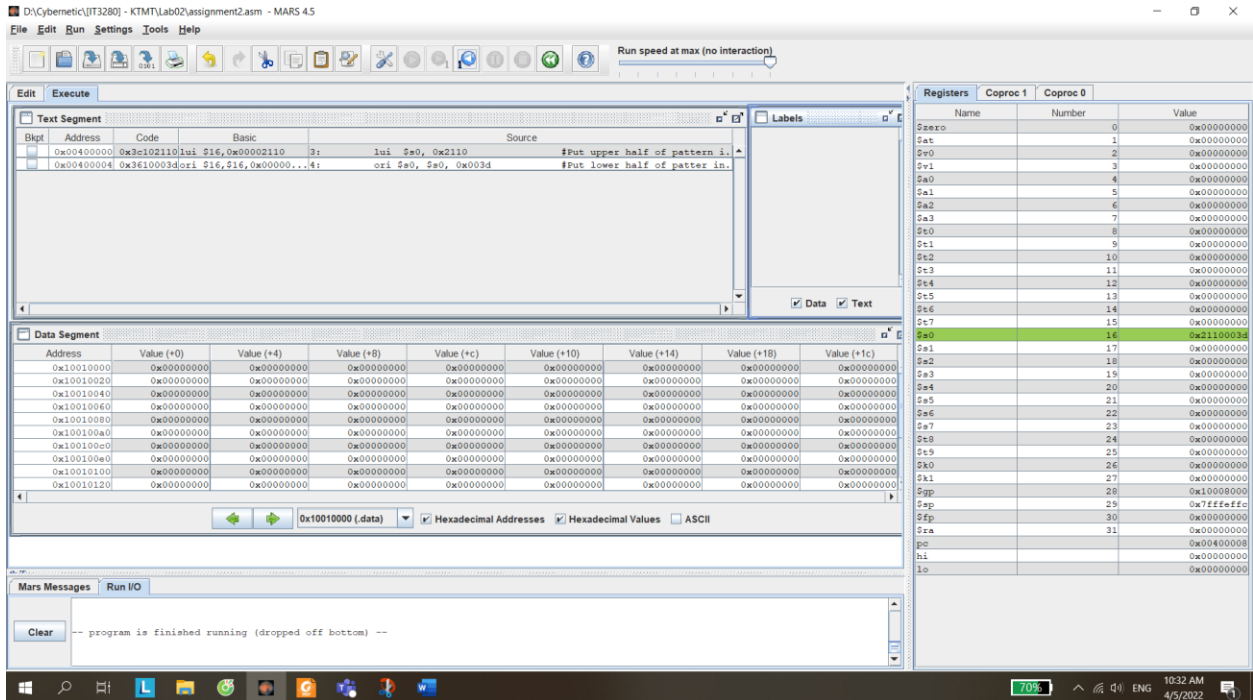 D:\Cybernetic\[IT3280] - KTMT\Lab02\assignment2.asm - MARS 4.5
File Edit Run Settings Tools Help
Run speed at max (no interaction)
Edit Execute
Text Segment
Bkpt Address Code Basic Source
0x00400000 0x3c102110 lui $16,0x00002110 3: lui $s0, 0x2110 #Put upper half of pattern i.
0x00400004 0x3610003d ori $16,$16,0x00000... 4: ori $s0, $s0, 0x003d #Put lower half of patter in.
Labels
Data Text
Data Segment
Address Value (+0) Value (+4) Value (+8) Value (+c) Value (+10) Value (+14) Value (+18) Value (+1c)
0x10010000 0x00000000 0x00000000 0x00000000 0x00000000 0x00000000 0x00000000 0x00000000 0x00000000
0x10010020 0x00000000 0x00000000 0x00000000 0x00000000 0x00000000 0x00000000 0x00000000 0x00000000
0x10010040 0x00000000 0x00000000 0x00000000 0x00000000 0x00000000 0x00000000 0x00000000 0x00000000
0x10010060 0x00000000 0x00000000 0x00000000 0x00000000 0x00000000 0x00000000 0x00000000 0x00000000
0x10010080 0x00000000 0x00000000 0x00000000 0x00000000 0x00000000 0x00000000 0x00000000 0x00000000
0x100100a0 0x00000000 0x00000000 0x00000000 0x00000000 0x00000000 0x00000000 0x00000000 0x00000000
0x100100c0 0x00000000 0x00000000 0x00000000 0x00000000 0x00000000 0x00000000 0x00000000 0x00000000
0x100100e0 0x00000000 0x00000000 0x00000000 0x00000000 0x00000000 0x00000000 0x00000000 0x00000000
0x10010100 0x00000000 0x00000000 0x00000000 0x00000000 0x00000000 0x00000000 0x00000000 0x00000000
0x10010120 0x00000000 0x00000000 0x00000000 0x00000000 0x00000000 0x00000000 0x00000000 0x00000000
0x10010000 (.data) Hexadecimal Addresses Hexadecimal Values ASCII
Mars Messages Run I/O
Clear
-- program is finished running (dropped off bottom) --
Registers Coproc 1 Coproc 0
Name Number Value
$zero 0 0x00000000
$at 1 0x00000000
$v0 2 0x00000000
$v1 3 0x00000000
$a0 4 0x00000000
$a1 5 0x00000000
$a2 6 0x00000000
$a3 7 0x00000000
$t0 8 0x00000000
$t1 9 0x00000000
$t2 10 0x00000000
$t3 11 0x00000000
$t4 12 0x00000000
$t5 13 0x00000000
$t6 14 0x00000000
$t7 15 0x00000000
$s0 16 0x2110003d
$s1 17 0x00000000
$s2 18 0x00000000
$s3 19 0x00000000
$s4 20 0x00000000
$s5 21 0x00000000
$s6 22 0x00000000
$s7 23 0x00000000
$t8 24 0x00000000
$t9 25 0x00000000
$k0 26 0x00000000
$k1 27 0x00000000
$gp 28 0x10008000
$sp 29 0x7fffeffc
$fp 30 0x00000000
$ra 31 0x00000000
pc 0x00400008
hi 0x00000000
lo 0x00000000
70% ENG 10:32 AM
4/5/2022